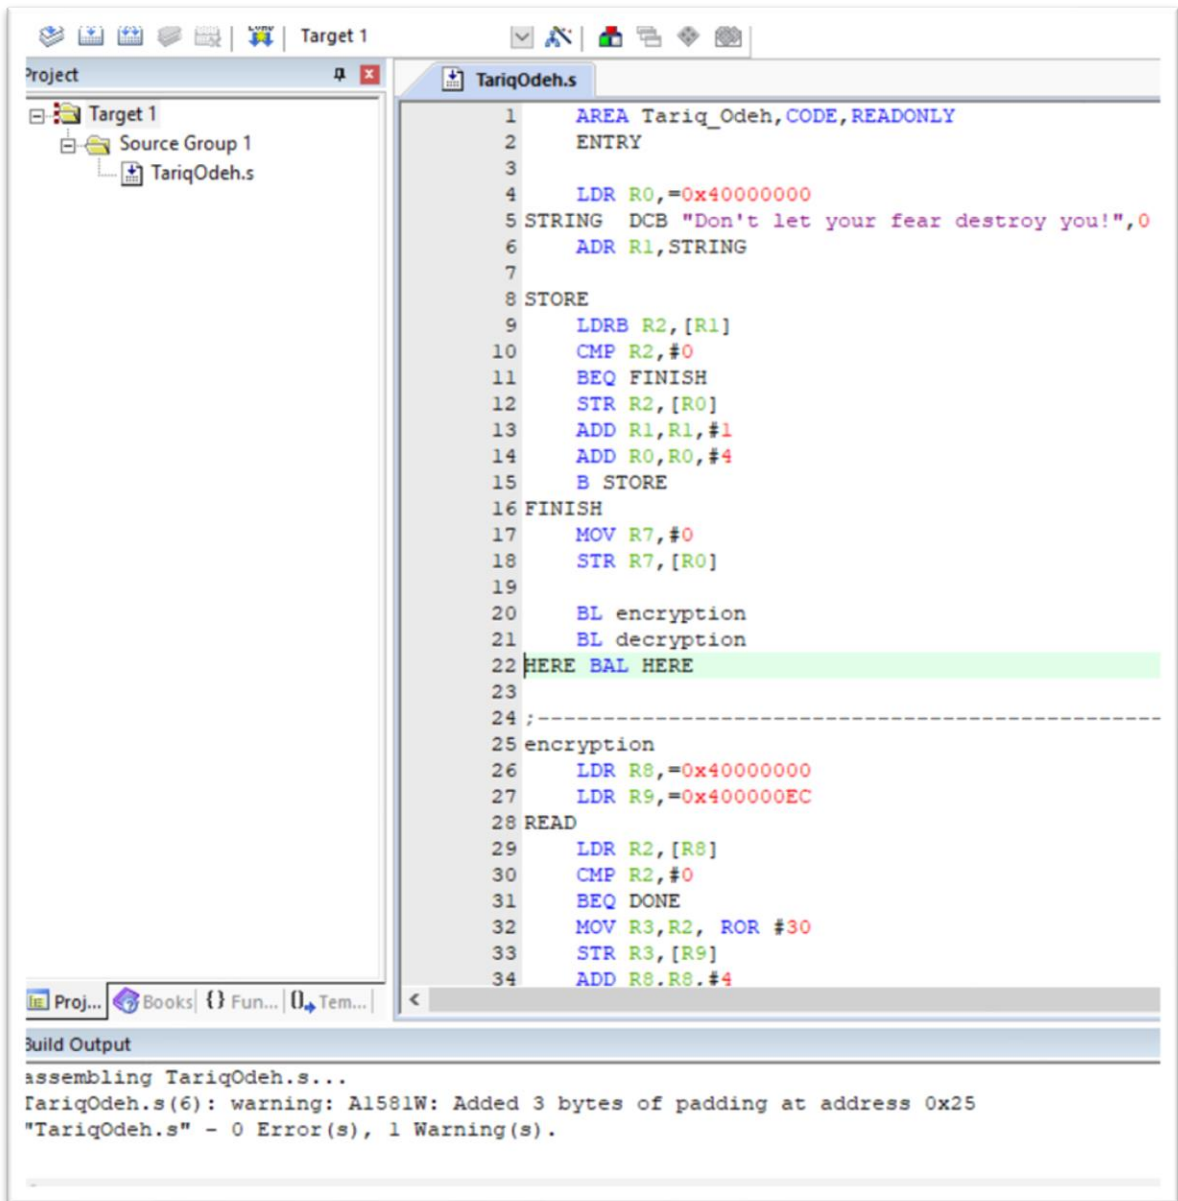 Target 1
Project
Target 1
Source Group 1
TariqOdeh.s
Proj... Books {} Fun... Tem...
TariqOdeh.s
1 AREA Tariq_Odeh,CODE,READONLY
2 ENTRY
3
4 LDR R0,=0x40000000
5 STRING DCB "Don't let your fear destroy you!",0
6 ADR R1,STRING
7
8 STORE
9 LDRB R2,[R1]
10 CMP R2,#0
11 BEQ FINISH
12 STR R2,[R0]
13 ADD R1,R1,#1
14 ADD R0,R0,#4
15 B STORE
16 FINISH
17 MOV R7,#0
18 STR R7,[R0]
19
20 BL encryption
21 BL decryption
22 HERE BAL HERE
23
24 ;------------------------------------------------
25 encryption
26 LDR R8,=0x40000000
27 LDR R9,=0x400000EC
28 READ
29 LDR R2,[R8]
30 CMP R2,#0
31 BEQ DONE
32 MOV R3,R2, ROR #30
33 STR R3,[R9]
34 ADD R8,R8,#4
Build Output
assembling TariqOdeh.s...
TariqOdeh.s(6): warning: A1581W: Added 3 bytes of padding at address 0x25
"TariqOdeh.s" - 0 Error(s), 1 Warning(s).